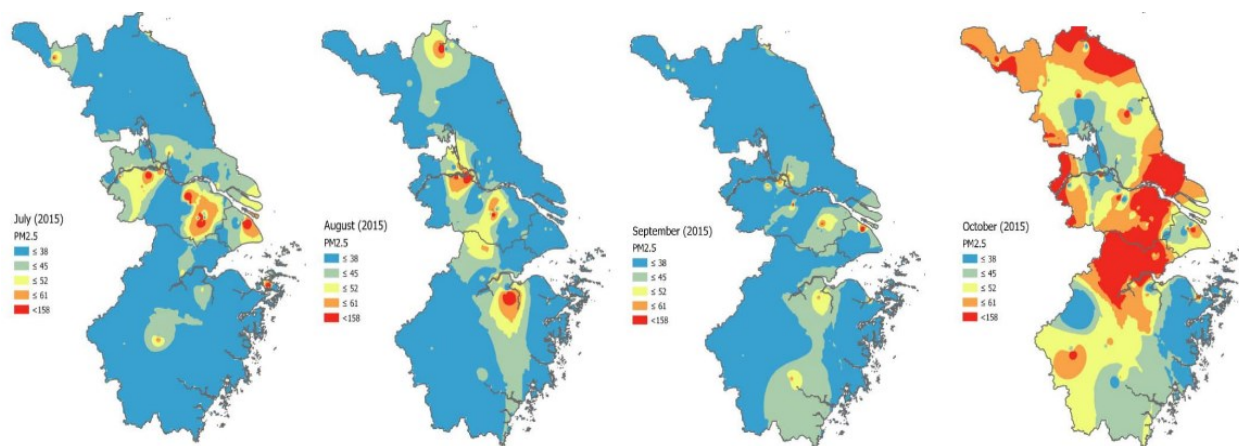 July (2015)
PM2.5
≤ 38
≤ 45
≤ 52
≤ 61
<158
August (2015)
PM2.5
≤ 38
≤ 45
≤ 52
≤ 61
<158
September (2015)
PM2.5
≤ 38
≤ 45
≤ 52
≤ 61
<158
October (2015)
PM2.5
≤ 38
≤ 45
≤ 52
≤ 61
<158